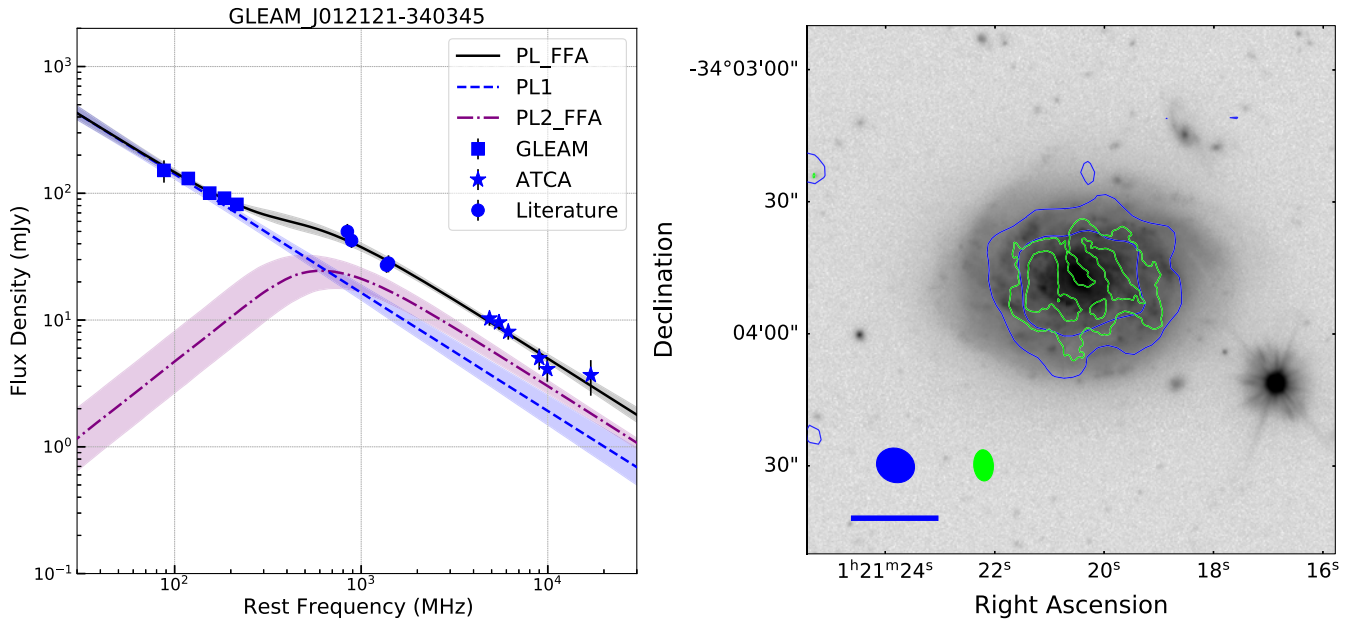 GLEAM_J012121-340345
PL_FFA
PL1
PL2_FFA
GLEAM
ATCA
Literature
10³
10²
10¹
10⁰
10⁻¹
Flux Density (mJy)
10²
10³
10⁴
Rest Frequency (MHz)
-34°03'00"
30"
04'00"
30"
Declination
1ʰ21ᵐ24ˢ
22ˢ
20ˢ
18ˢ
16ˢ
Right Ascension